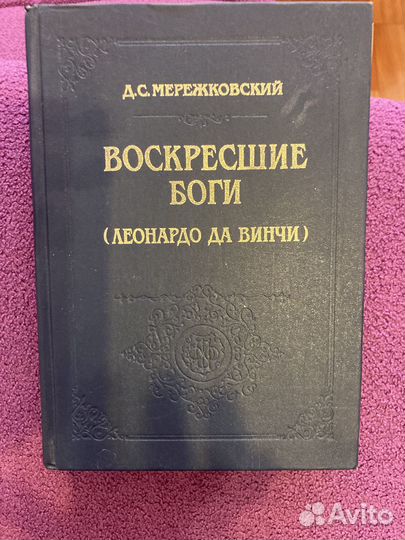 Д.С.МЕРЕЖКОВСКИЙ
ВОСКРЕСШИЕ
БОГИ
(ЛЕОНАРДО ДА ВИНЧИ)
Avito